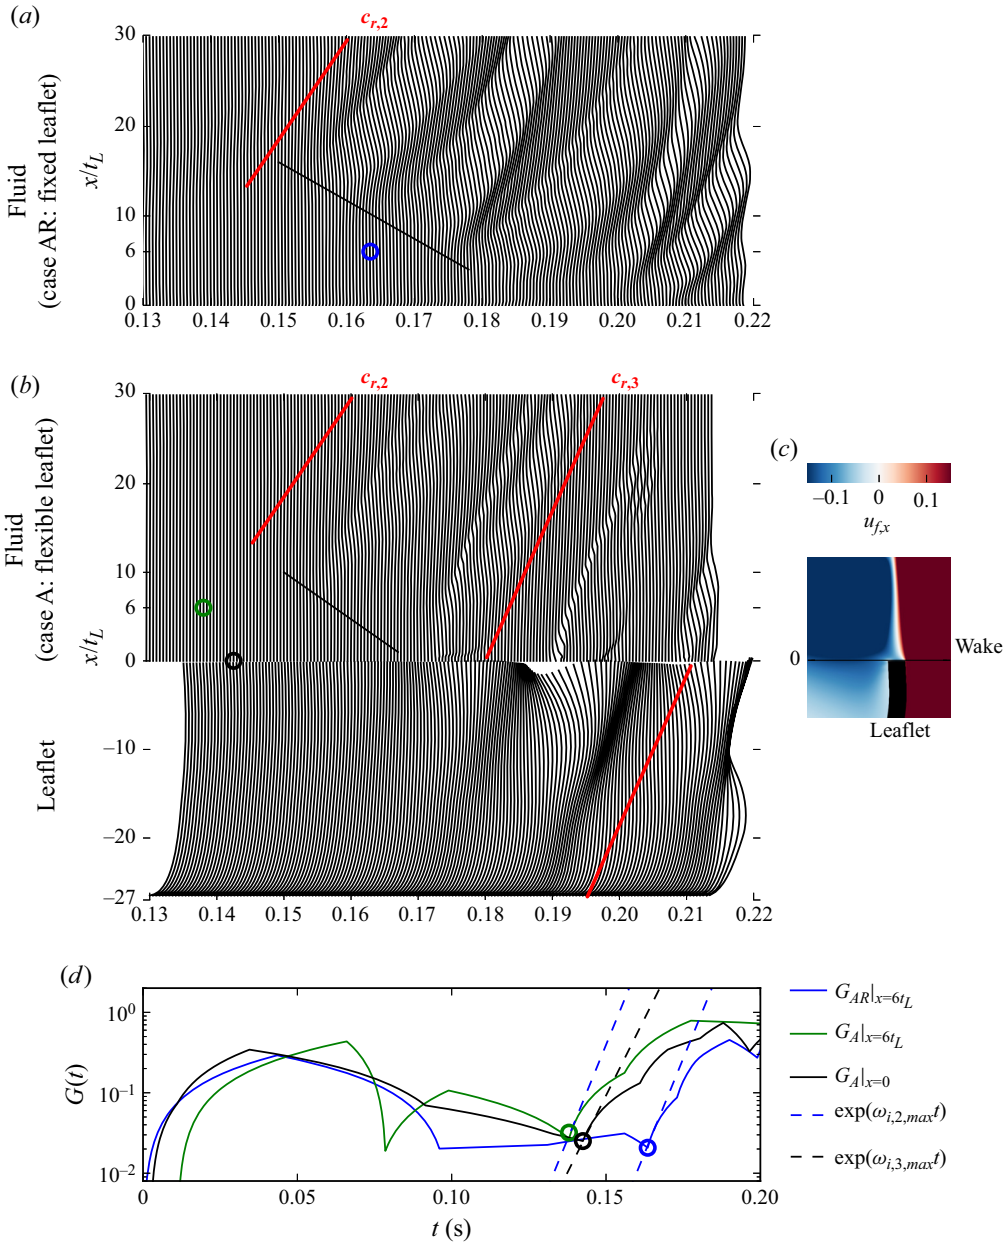 (a)
c_{r,2}
Fluid
(case AR: fixed leaflet)
x/t_L
30
20
10
6
0
0.13 0.14 0.15 0.16 0.17 0.18 0.19 0.20 0.21 0.22
(b)
c_{r,2} c_{r,3}
Fluid
(case A: flexible leaflet)
x/t_L
30
20
10
6
0
Leaflet
−10
−20
−27
0.13 0.14 0.15 0.16 0.17 0.18 0.19 0.20 0.21 0.22
(c)
−0.1 0 0.1
u_{f,x}
0
Wake
Leaflet
(d)
G(t)
10^0
10^{−1}
10^{−2}
0 0.05 0.10 0.15 0.20
t (s)
G_{AR}|_{x=6t_L}
G_A|_{x=6t_L}
G_A|_{x=0}
exp(ω_{i,2,max}t)
exp(ω_{i,3,max}t)